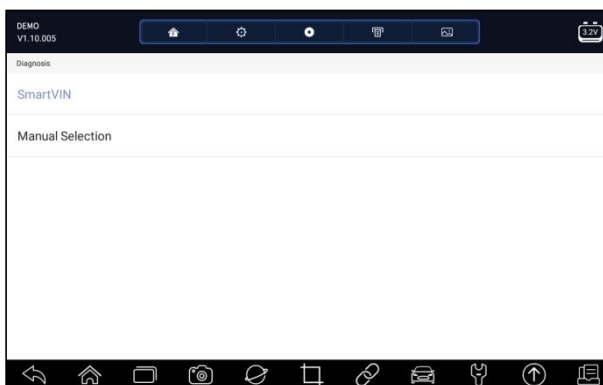 DEMO
V1.10.005
3.2V
Diagnosis
SmartVIN
Manual Selection